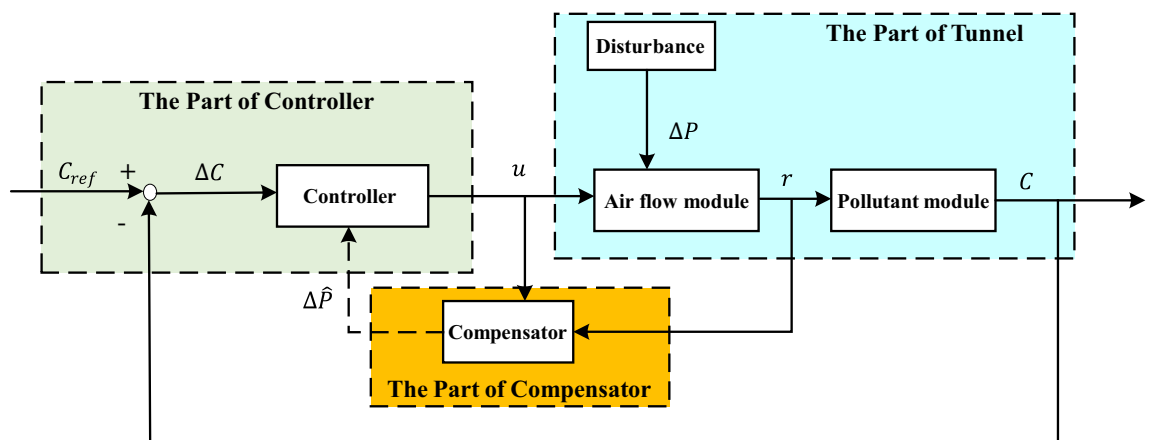 The Part of Tunnel
Disturbance
The Part of Controller
ΔP
C_ref
+
ΔC
Controller
u
Air flow module
r
Pollutant module
C
-
ΔP̂
Compensator
The Part of Compensator